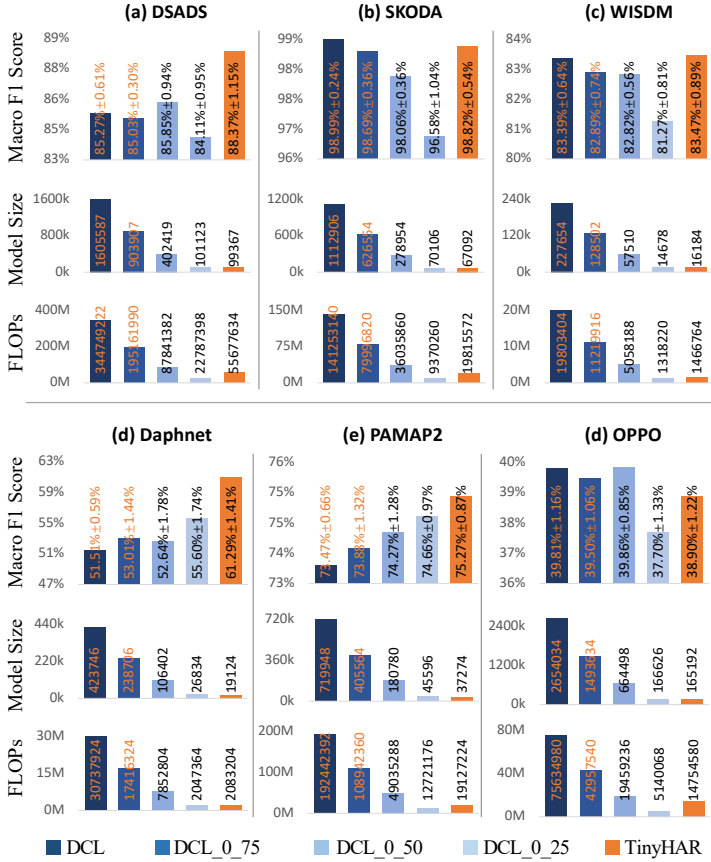 (a) DSADS (b) SKODA (c) WISDM
Macro F1 Score
89%
86%
85%
83%
85.27%±0.61%
85.03%±0.30%
85.85%±0.94%
84.11%±0.95%
88.37%±1.15%
99%
98%
97%
96%
98.99%±0.24%
98.69%±0.36%
98.06%±0.36%
96.58%±1.04%
98.82%±0.54%
84%
83%
81%
80%
83.39%±0.64%
82.89%±0.74%
82.82%±0.56%
81.27%±0.81%
83.47%±0.89%
Model Size
1600k
800k
0k
1605587
903907
402419
101123
99367
1200k
600k
0k
1112906
626554
278954
70106
67092
240k
120k
0k
227654
128502
57510
14678
16184
FLOPs
400M
200M
0M
344749222
195161990
87841382
22787398
55677634
150M
75M
0M
141253140
79996820
36035860
9370260
19815572
20M
10M
0M
19803404
11219916
5058188
1318220
1466764
(d) Daphnet (e) PAMAP2 (d) OPPO
Macro F1 Score
63%
59%
55%
51%
47%
51.51%±0.59%
53.01%±1.44%
52.64%±1.78%
55.60%±1.74%
61.29%±1.41%
76%
75%
74%
73%
73.47%±0.66%
73.88%±1.32%
74.27%±1.28%
74.66%±0.97%
75.27%±0.87%
40%
39%
38%
37%
36%
39.81%±1.16%
39.50%±1.06%
39.86%±0.85%
37.70%±1.33%
38.90%±1.22%
Model Size
440k
220k
0k
423746
238706
106402
26834
19124
720k
360k
0k
719948
405564
180780
45596
37274
2400k
1200k
0k
2654034
1493634
664498
166626
165192
FLOPs
30M
15M
0M
30737924
17416324
7852804
2047364
2083204
200M
100M
0M
192442392
108942360
49035288
12721176
19127224
80M
40M
0M
75634980
42957540
19459236
5140068
14754580
DCL DCL_0_75 DCL_0_50 DCL_0_25 TinyHAR